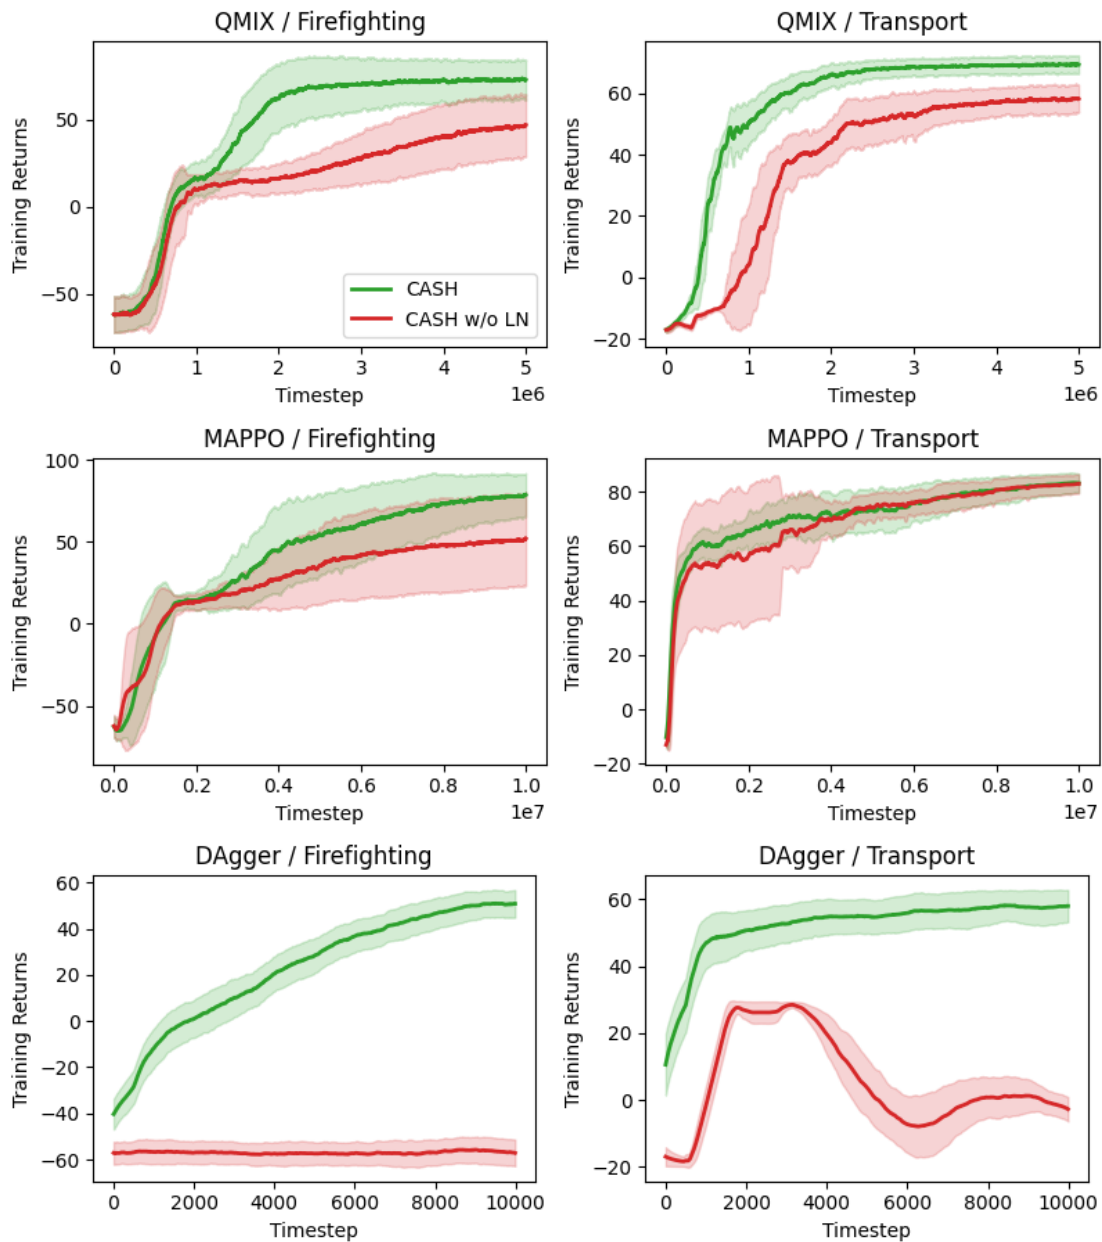 QMIX / Firefighting
Training Returns
50
0
−50
CASH
CASH w/o LN
0 1 2 3 4 5
Timestep
1e6
QMIX / Transport
Training Returns
60
40
20
0
−20
0 1 2 3 4 5
Timestep
1e6
MAPPO / Firefighting
Training Returns
100
50
0
−50
0.0 0.2 0.4 0.6 0.8 1.0
Timestep
1e7
MAPPO / Transport
Training Returns
80
60
40
20
0
−20
0.0 0.2 0.4 0.6 0.8 1.0
Timestep
1e7
DAgger / Firefighting
Training Returns
60
40
20
0
−20
−40
−60
0 2000 4000 6000 8000 10000
Timestep
DAgger / Transport
Training Returns
60
40
20
0
−20
0 2000 4000 6000 8000 10000
Timestep